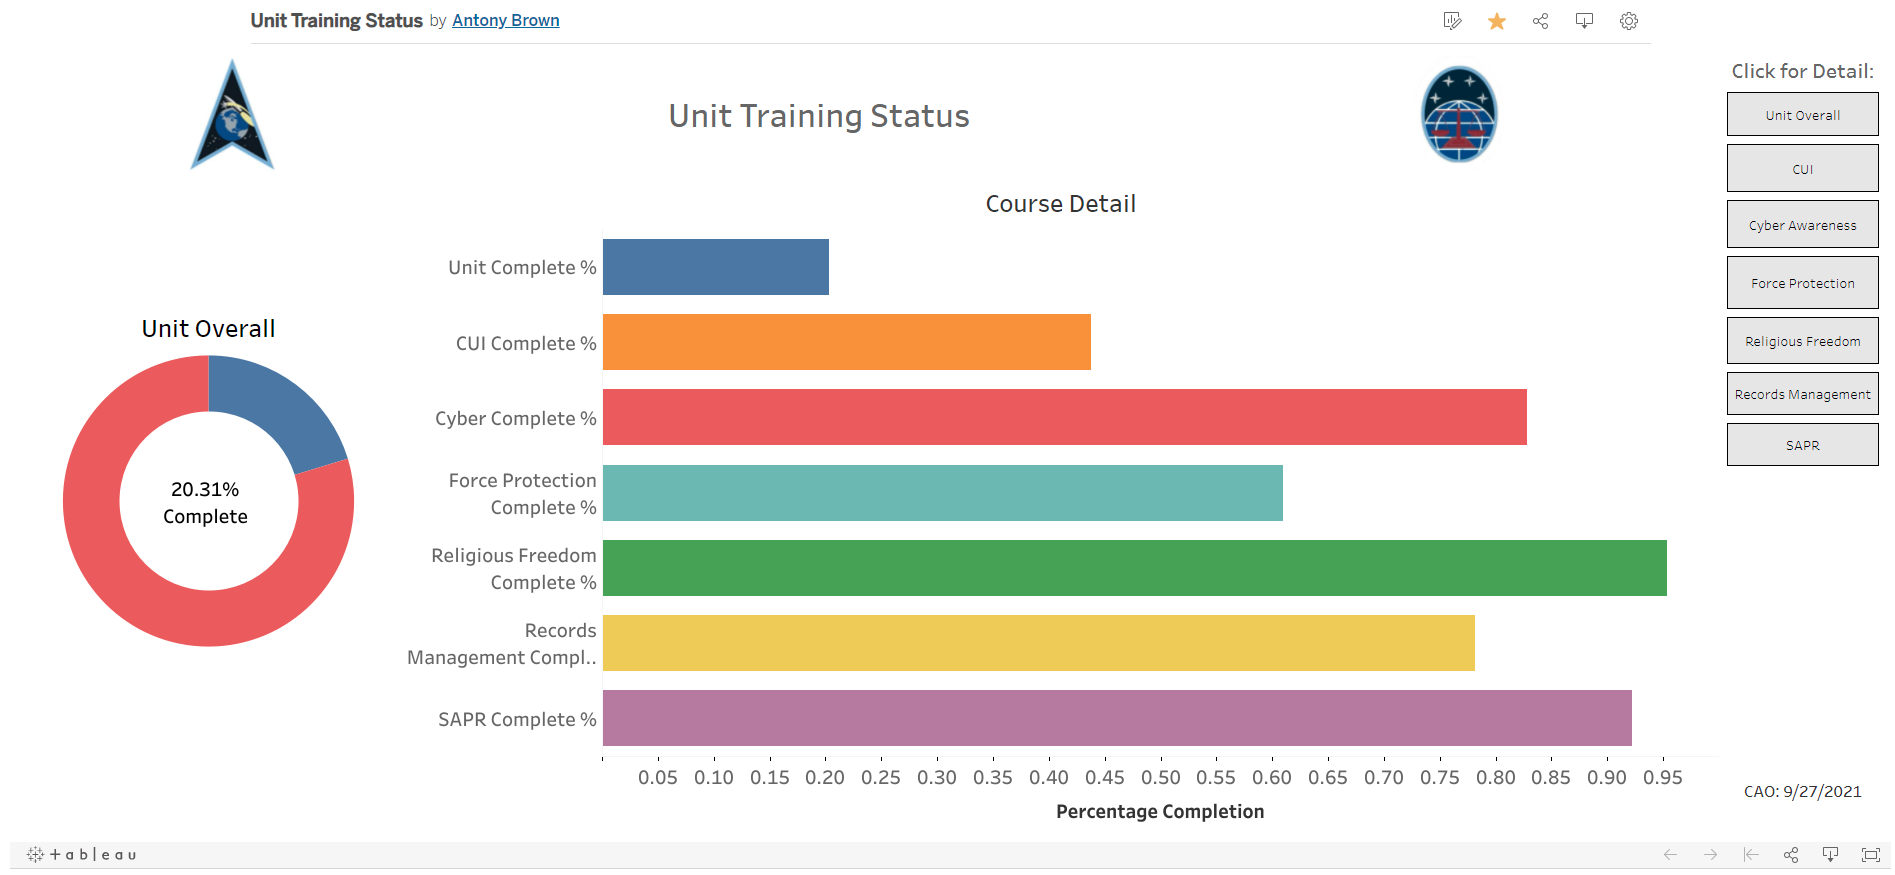 Unit Training Status by Antony Brown
Click for Detail:
Unit Training Status
Unit Overall
CUI
Cyber Awareness
Force Protection
Religious Freedom
Records Management
SAPR
Course Detail
Unit Complete %
CUI Complete %
Cyber Complete %
Force Protection
Complete %
Religious Freedom
Complete %
Records
Management Compl..
SAPR Complete %
Unit Overall
20.31%
Complete
0.05 0.10 0.15 0.20 0.25 0.30 0.35 0.40 0.45 0.50 0.55 0.60 0.65 0.70 0.75 0.80 0.85 0.90 0.95
Percentage Completion
CAO: 9/27/2021
+ableau